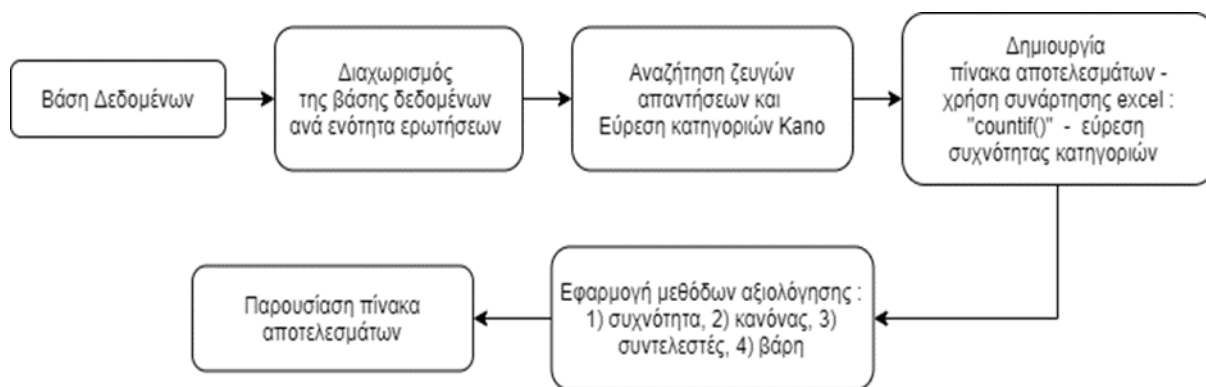 Βάση Δεδομένων
Διαχωρισμός
της βάσης δεδομένων
ανά ενότητα ερωτήσεων
Αναζήτηση ζευγών
απαντήσεων και
Εύρεση κατηγοριών Kano
Δημιουργία
πίνακα αποτελεσμάτων -
χρήση συνάρτησης excel :
"countif()" - εύρεση
συχνότητας κατηγοριών
Εφαρμογή μεθόδων αξιολόγησης :
1) συχνότητα, 2) κανόνας, 3)
συντελεστές, 4) βάρη
Παρουσίαση πίνακα
αποτελεσμάτων